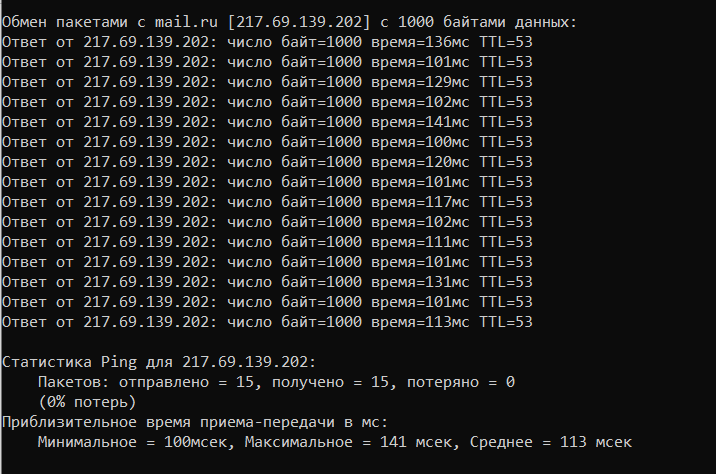 Обмен пакетами с mail.ru [217.69.139.202] с 1000 байтами данных:
Ответ от 217.69.139.202: число байт=1000 время=136мс TTL=53
Ответ от 217.69.139.202: число байт=1000 время=101мс TTL=53
Ответ от 217.69.139.202: число байт=1000 время=129мс TTL=53
Ответ от 217.69.139.202: число байт=1000 время=102мс TTL=53
Ответ от 217.69.139.202: число байт=1000 время=141мс TTL=53
Ответ от 217.69.139.202: число байт=1000 время=100мс TTL=53
Ответ от 217.69.139.202: число байт=1000 время=120мс TTL=53
Ответ от 217.69.139.202: число байт=1000 время=101мс TTL=53
Ответ от 217.69.139.202: число байт=1000 время=117мс TTL=53
Ответ от 217.69.139.202: число байт=1000 время=102мс TTL=53
Ответ от 217.69.139.202: число байт=1000 время=111мс TTL=53
Ответ от 217.69.139.202: число байт=1000 время=101мс TTL=53
Ответ от 217.69.139.202: число байт=1000 время=131мс TTL=53
Ответ от 217.69.139.202: число байт=1000 время=101мс TTL=53
Ответ от 217.69.139.202: число байт=1000 время=113мс TTL=53
Статистика Ping для 217.69.139.202:
Пакетов: отправлено = 15, получено = 15, потеряно = 0
(0% потерь)
Приблизительное время приема-передачи в мс:
Минимальное = 100мсек, Максимальное = 141 мсек, Среднее = 113 мсек